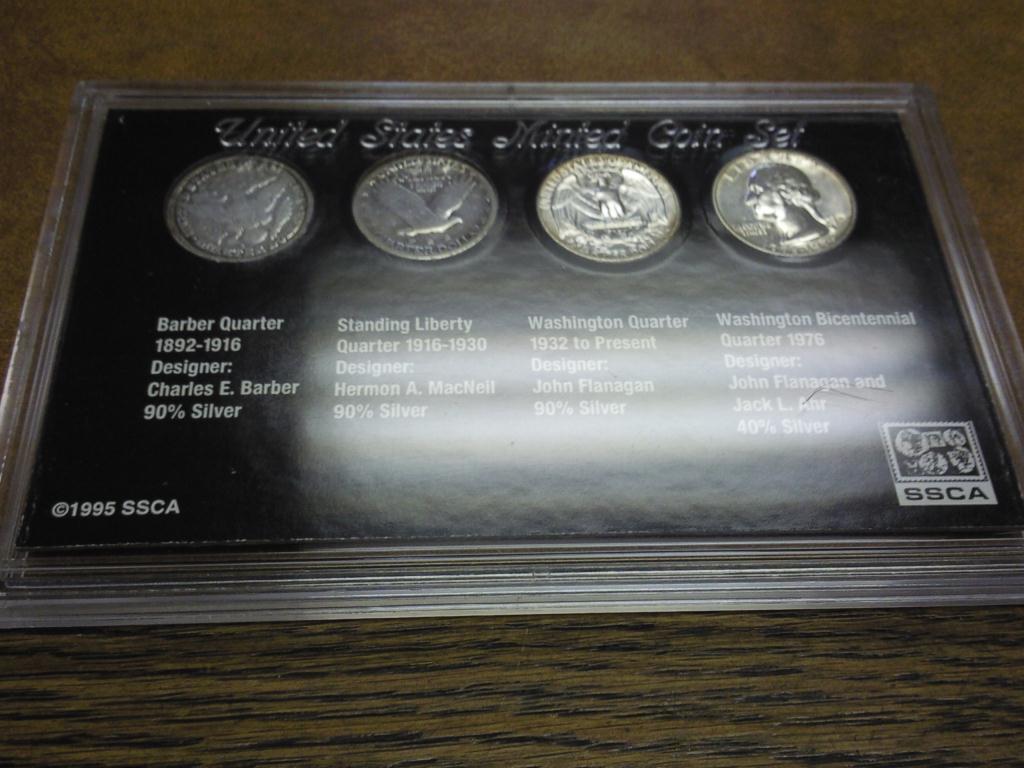 United States Minted Coin Set
Barber Quarter
1892-1916
Designer:
Charles E. Barber
90% Silver
Standing Liberty
Quarter 1916-1930
Designer:
Hermon A. MacNeil
90% Silver
Washington Quarter
1932 to Present
Designer:
John Flanagan
90% Silver
Washington Bicentennial
Quarter 1976
Designer:
John Flanagan and
Jack L. Ahr
40% Silver
©1995 SSCA
SSCA